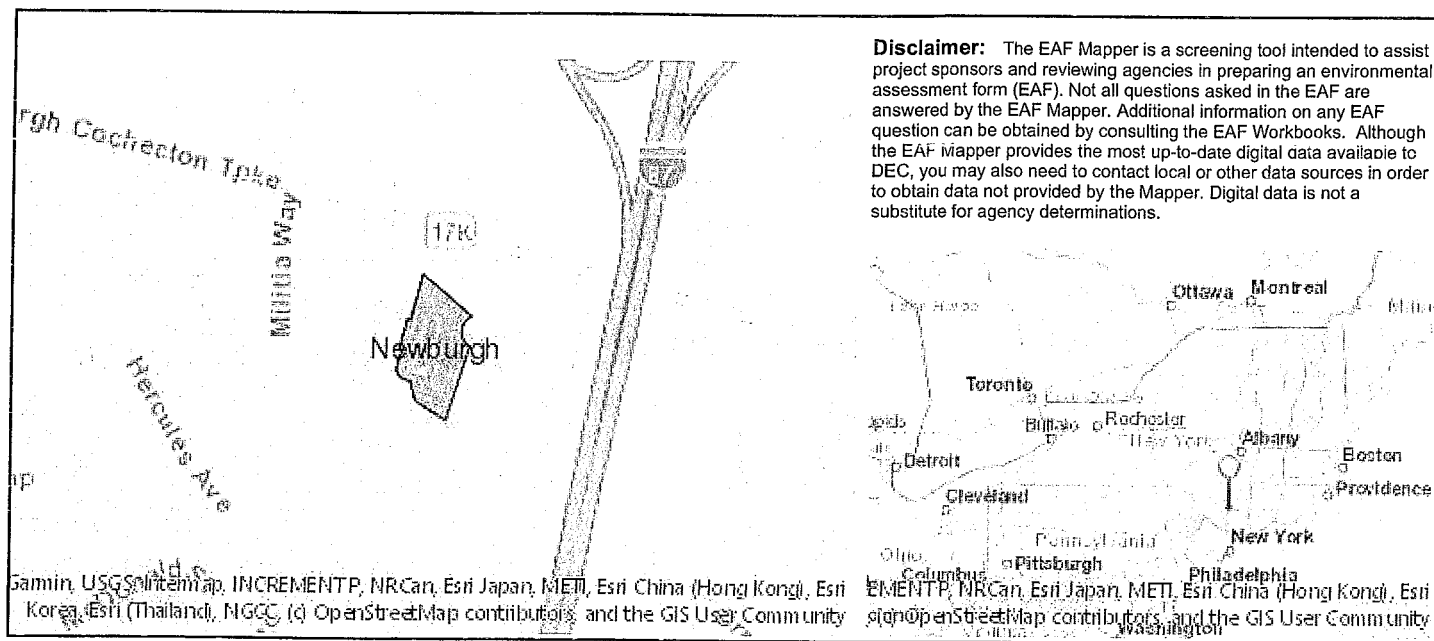 Disclaimer: The EAF Mapper is a screening tool intended to assist
project sponsors and reviewing agencies in preparing an environmental
assessment form (EAF). Not all questions asked in the EAF are
answered by the EAF Mapper. Additional information on any EAF
question can be obtained by consulting the EAF Workbooks. Although
the EAF Mapper provides the most up-to-date digital data available to
DEC, you may also need to contact local or other data sources in order
to obtain data not provided by the Mapper. Digital data is not a
substitute for agency determinations.
rgh Cochecton Tpke
Militia Way
17K
Newburgh
Hercules Ave
Garmin, USGS, Intermap, INCREMENT P, NRCan, Esri Japan, METI, Esri China (Hong Kong), Esri
Korea, Esri (Thailand), NGCC, (c) OpenStreetMap contributors, and the GIS User Community
Ottawa
Montreal
Toronto
Buffalo
Rochester
New York
Albany
Detroit
Boston
Providence
Cleveland
Pennsylvania
New York
Ohio
Pittsburgh
Columbus
Philadelphia
EMENT P, NRCan, Esri Japan, METI, Esri China (Hong Kong), Esri
OpenStreetMap contributors, and the GIS User Community
Washington